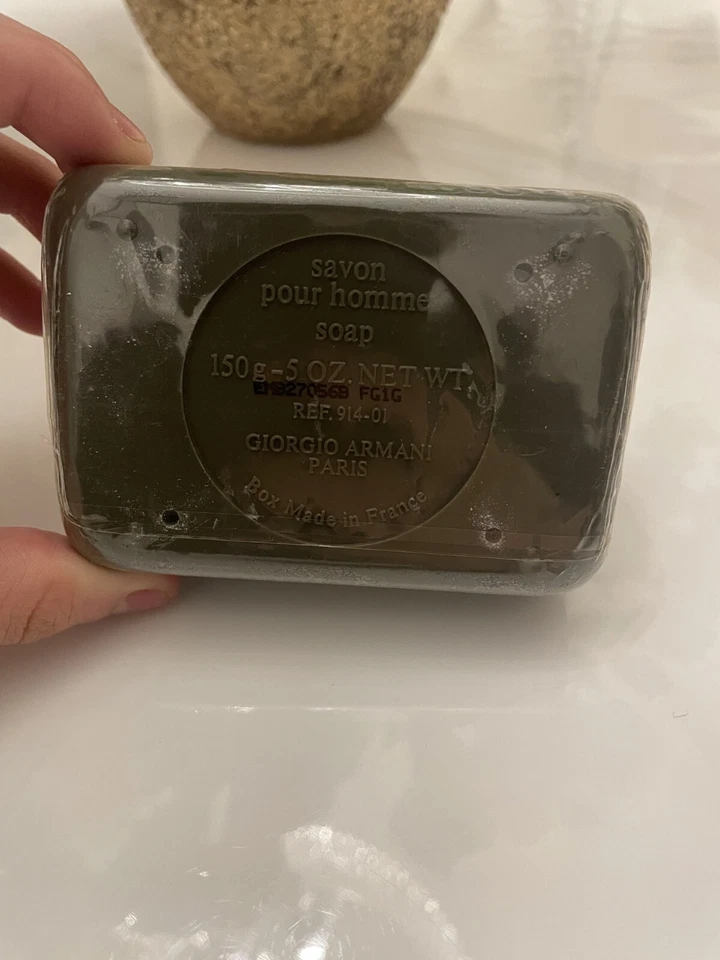 savon
pour homme
soap
150g-5 OZ. NET WT.
EMB27056B FG1G
REF. 914-01
GIORGIO ARMANI
PARIS
Box Made in France